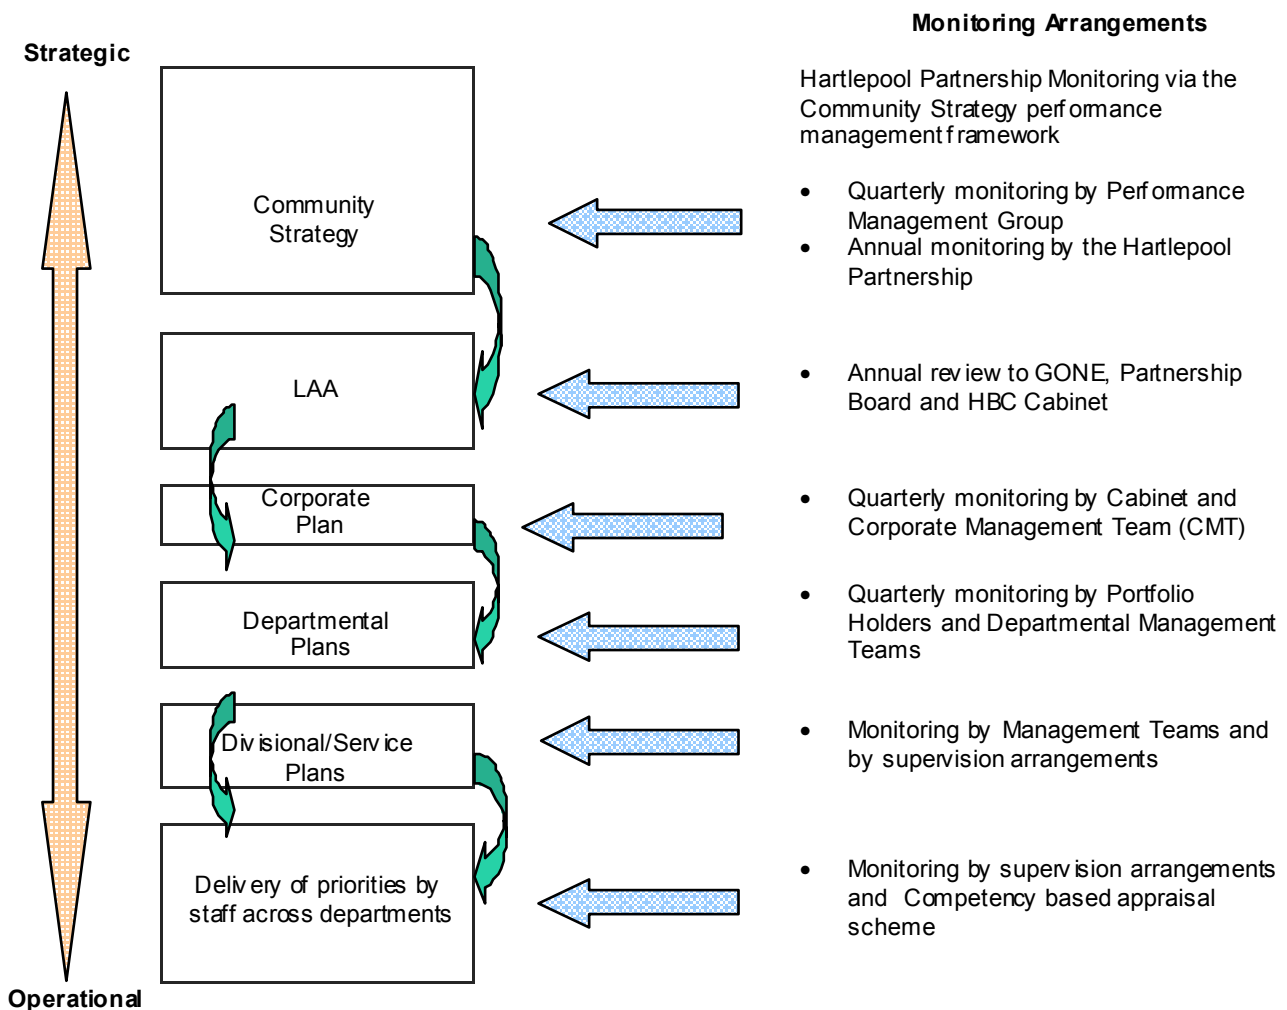 Monitoring Arrangements
Strategic
Hartlepool Partnership Monitoring via the
Community Strategy performance
management framework
Community
Strategy
• Quarterly monitoring by Performance
Management Group
• Annual monitoring by the Hartlepool
Partnership
LAA
• Annual review to GONE, Partnership
Board and HBC Cabinet
Corporate
Plan
• Quarterly monitoring by Cabinet and
Corporate Management Team (CMT)
Departmental
Plans
• Quarterly monitoring by Portfolio
Holders and Departmental Management
Teams
Divisional/Service
Plans
• Monitoring by Management Teams and
by supervision arrangements
Delivery of priorities by
staff across departments
• Monitoring by supervision arrangements
and Competency based appraisal
scheme
Operational